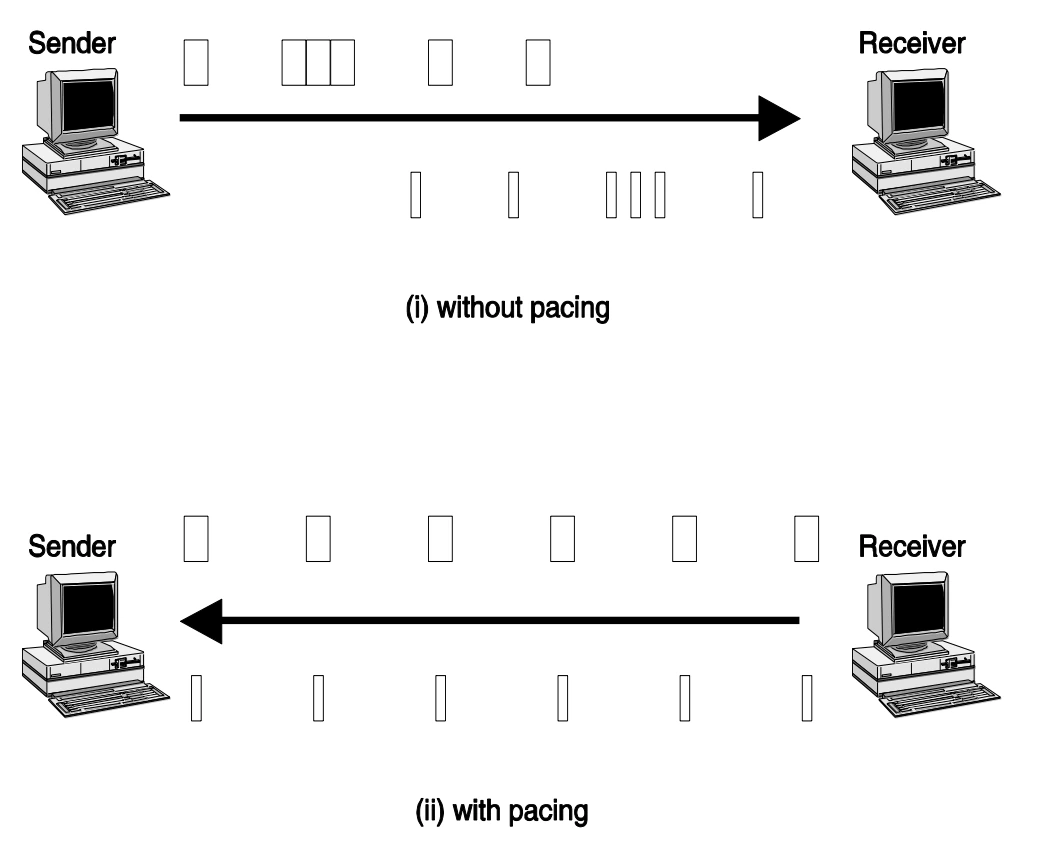 Sender
Receiver
(i) without pacing
Sender
Receiver
(ii) with pacing